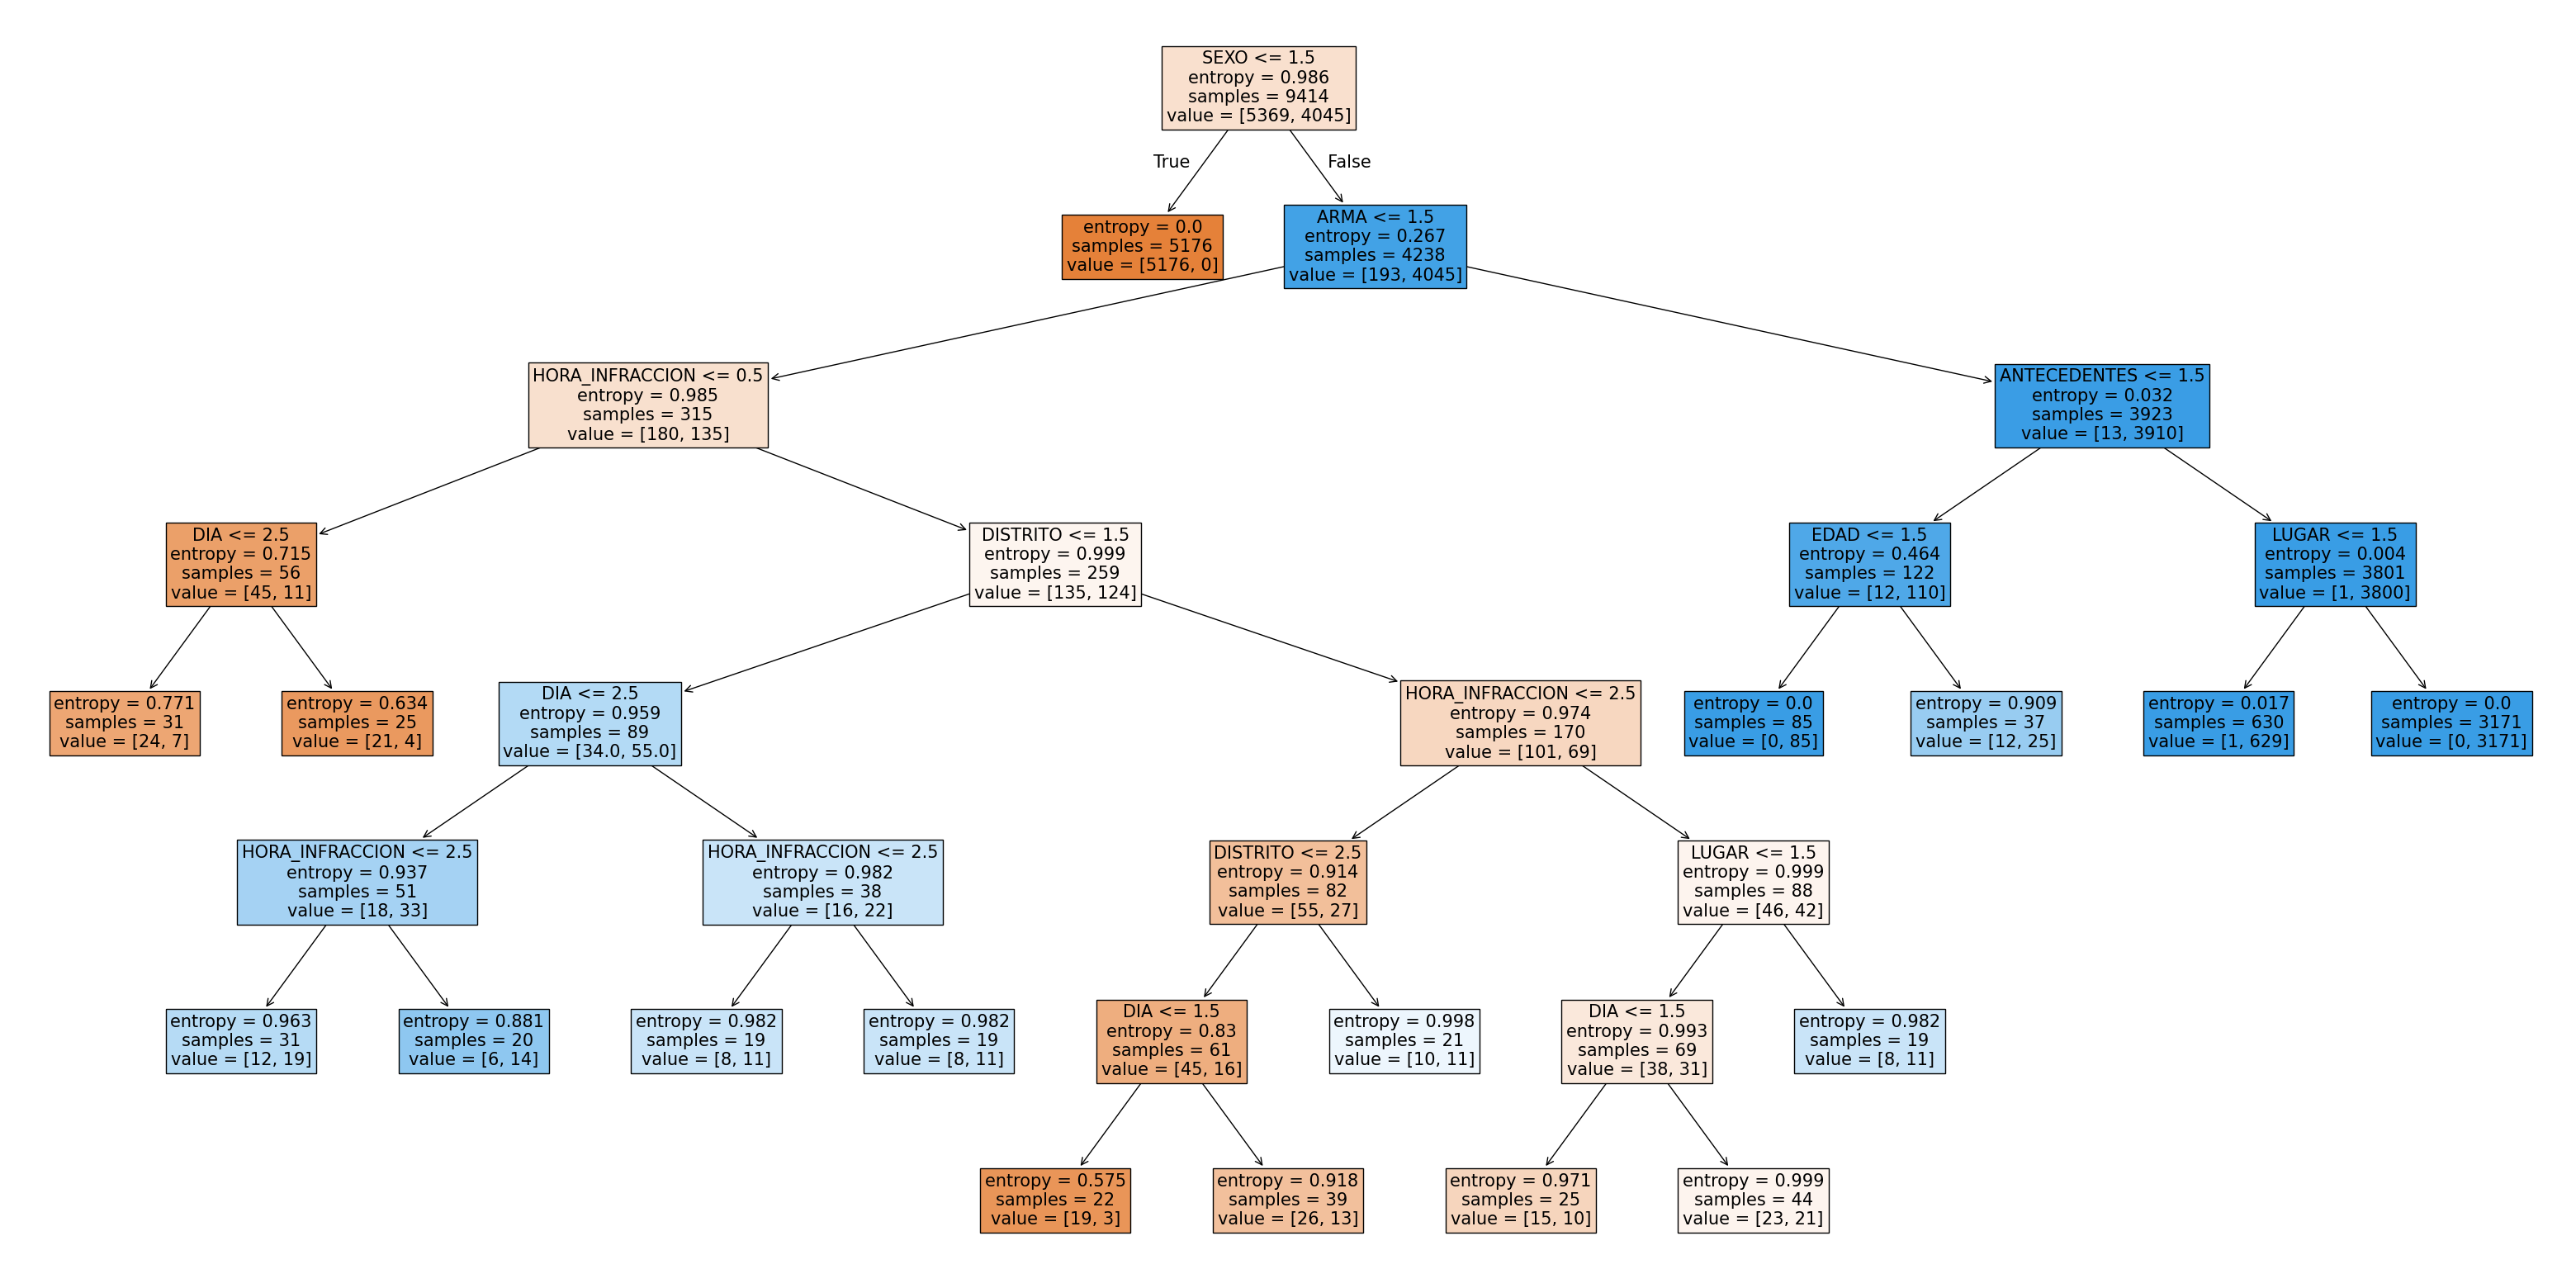 SEXO <= 1.5
entropy = 0.986
samples = 9414
value = [5369, 4045]
True
False
entropy = 0.0
samples = 5176
value = [5176, 0]
ARMA <= 1.5
entropy = 0.267
samples = 4238
value = [193, 4045]
HORA_INFRACCION <= 0.5
entropy = 0.985
samples = 315
value = [180, 135]
ANTECEDENTES <= 1.5
entropy = 0.032
samples = 3923
value = [13, 3910]
DIA <= 2.5
entropy = 0.715
samples = 56
value = [45, 11]
DISTRITO <= 1.5
entropy = 0.999
samples = 259
value = [135, 124]
EDAD <= 1.5
entropy = 0.464
samples = 122
value = [12, 110]
LUGAR <= 1.5
entropy = 0.004
samples = 3801
value = [1, 3800]
entropy = 0.771
samples = 31
value = [24, 7]
entropy = 0.634
samples = 25
value = [21, 4]
DIA <= 2.5
entropy = 0.959
samples = 89
value = [34.0, 55.0]
HORA_INFRACCION <= 2.5
entropy = 0.974
samples = 170
value = [101, 69]
entropy = 0.0
samples = 85
value = [0, 85]
entropy = 0.909
samples = 37
value = [12, 25]
entropy = 0.017
samples = 630
value = [1, 629]
entropy = 0.0
samples = 3171
value = [0, 3171]
HORA_INFRACCION <= 2.5
entropy = 0.937
samples = 51
value = [18, 33]
HORA_INFRACCION <= 2.5
entropy = 0.982
samples = 38
value = [16, 22]
DISTRITO <= 2.5
entropy = 0.914
samples = 82
value = [55, 27]
LUGAR <= 1.5
entropy = 0.999
samples = 88
value = [46, 42]
entropy = 0.963
samples = 31
value = [12, 19]
entropy = 0.881
samples = 20
value = [6, 14]
entropy = 0.982
samples = 19
value = [8, 11]
entropy = 0.982
samples = 19
value = [8, 11]
DIA <= 1.5
entropy = 0.83
samples = 61
value = [45, 16]
entropy = 0.998
samples = 21
value = [10, 11]
DIA <= 1.5
entropy = 0.993
samples = 69
value = [38, 31]
entropy = 0.982
samples = 19
value = [8, 11]
entropy = 0.575
samples = 22
value = [19, 3]
entropy = 0.918
samples = 39
value = [26, 13]
entropy = 0.971
samples = 25
value = [15, 10]
entropy = 0.999
samples = 44
value = [23, 21]